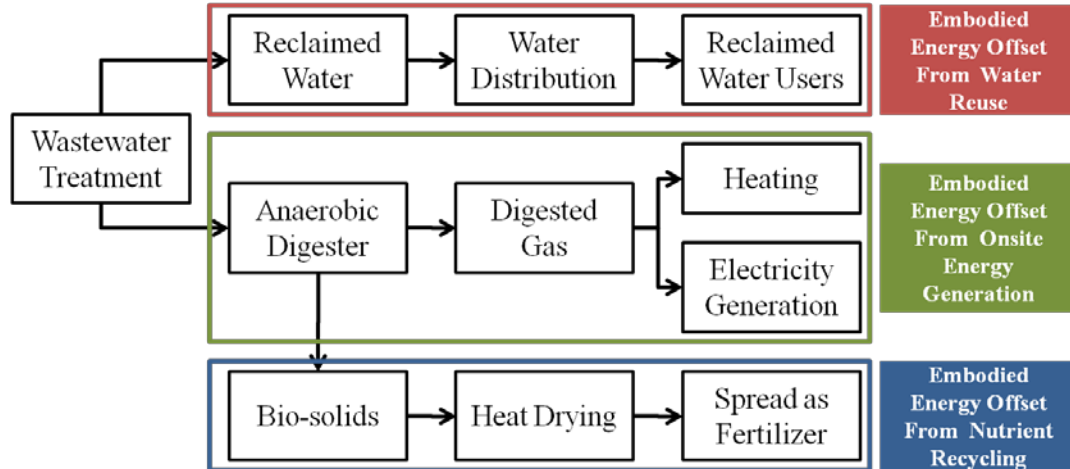 Reclaimed
Water
Water
Distribution
Reclaimed
Water Users
Embodied
Energy Offset
From Water
Reuse
Wastewater
Treatment
Anaerobic
Digester
Digested
Gas
Heating
Electricity
Generation
Embodied
Energy Offset
From Onsite
Energy
Generation
Bio-solids
Heat Drying
Spread as
Fertilizer
Embodied
Energy Offset
From Nutrient
Recycling